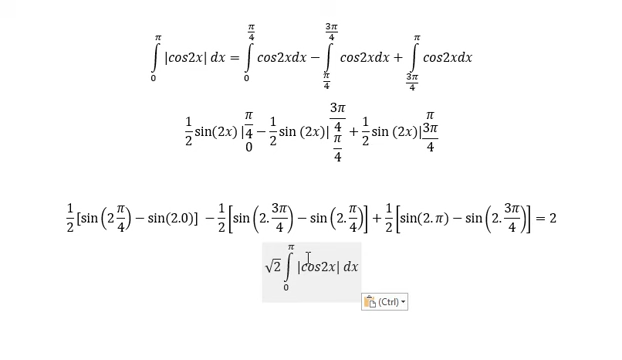 ∫₀^π |cos2x| dx = ∫₀^{π/4} cos2xdx − ∫_{π/4}^{3π/4} cos2xdx + ∫_{3π/4}^π cos2xdx
1/2 sin(2x) |₀^{π/4} − 1/2 sin (2x)|_{π/4}^{3π/4} + 1/2 sin (2x)|_{3π/4}^π
1/2 [sin(2 π/4) − sin(2.0)] − 1/2 [sin(2. 3π/4) − sin(2. π/4)] + 1/2 [sin(2. π) − sin(2. 3π/4)] = 2
√2 ∫₀^π |cos2x| dx
(Ctrl)